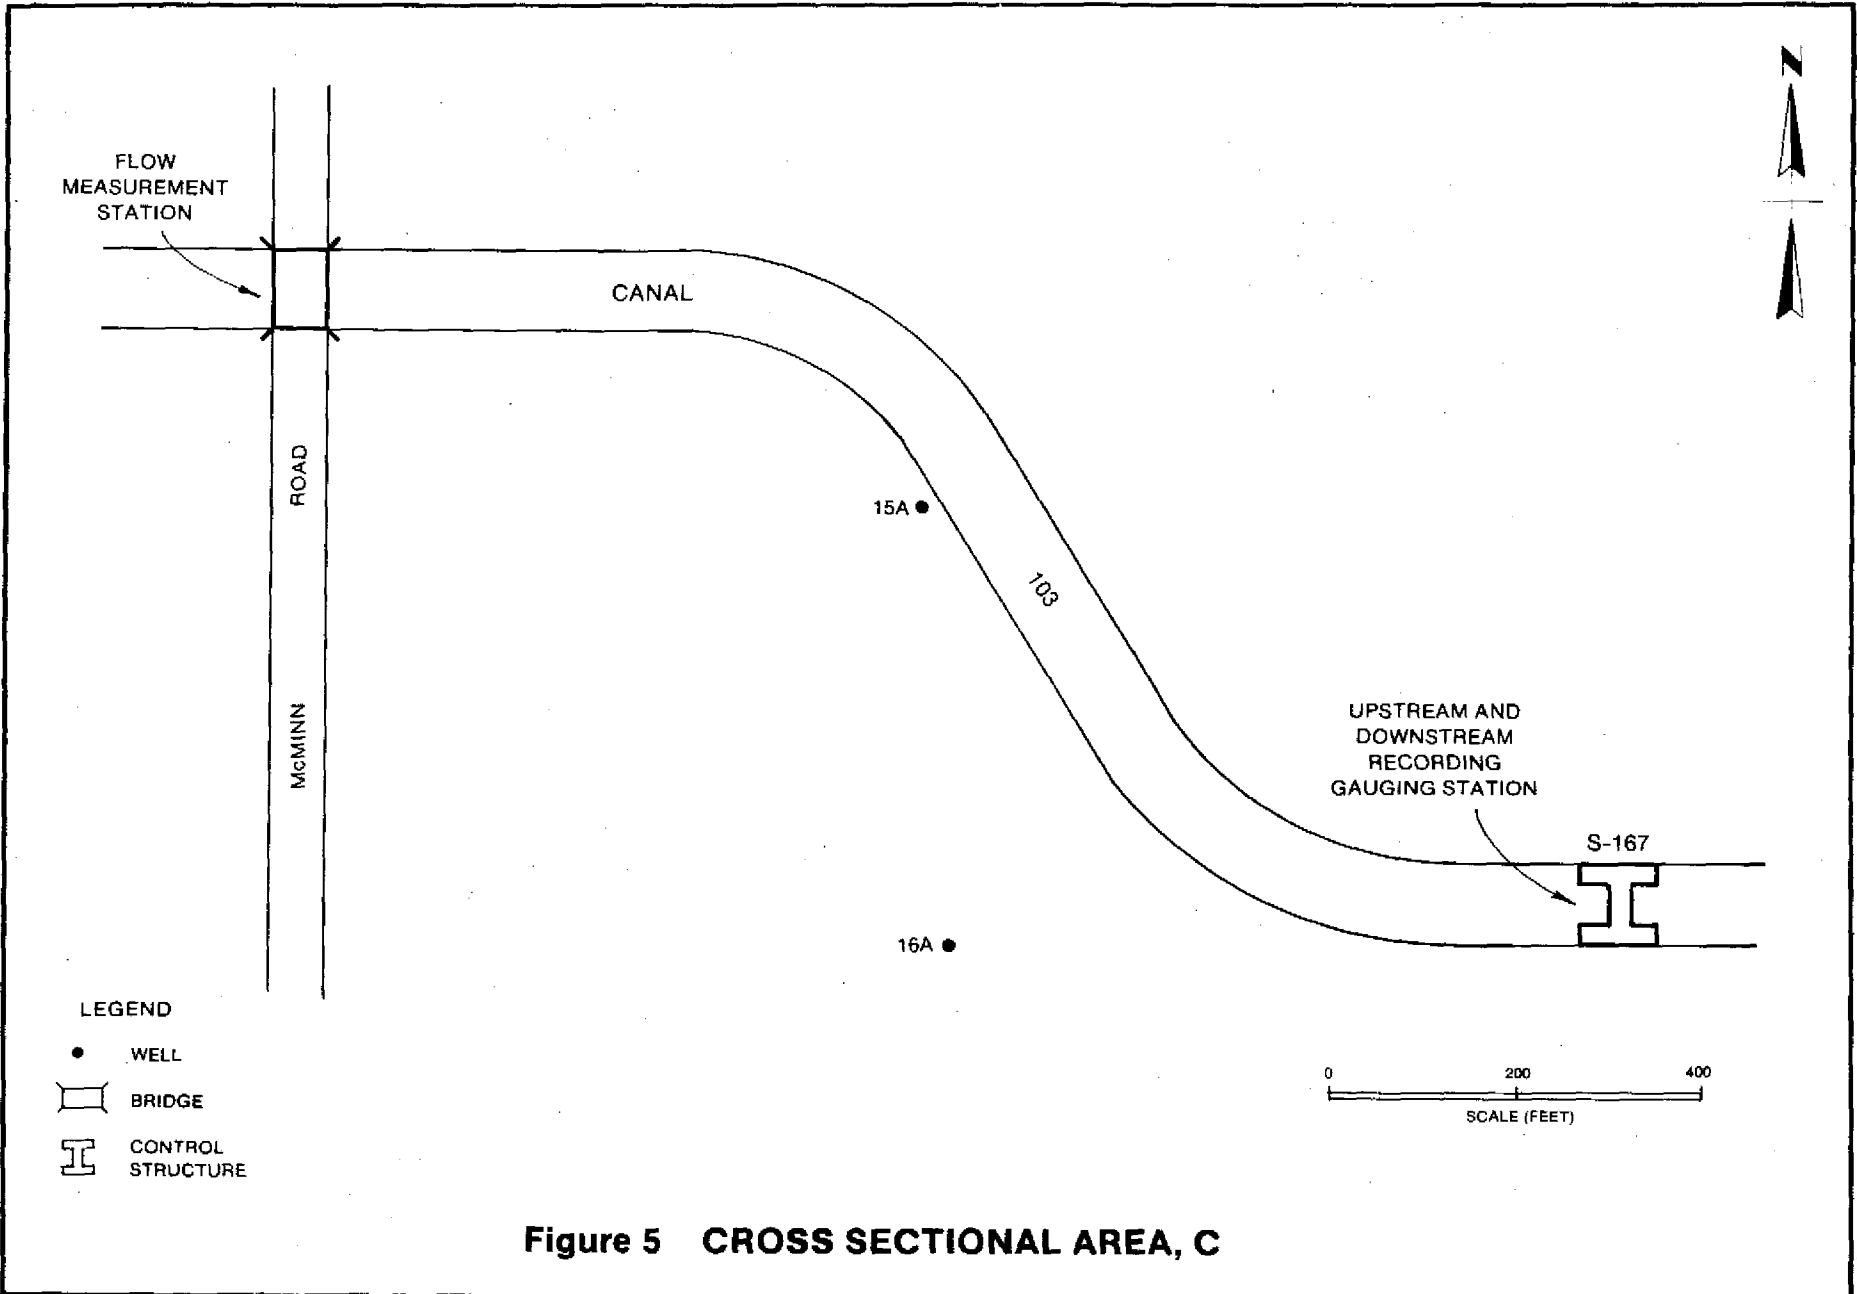 N
FLOW
MEASUREMENT
STATION
CANAL
ROAD
15A
103
McMINN
UPSTREAM AND
DOWNSTREAM
RECORDING
GAUGING STATION
S-167
16A
LEGEND
WELL
BRIDGE
CONTROL
STRUCTURE
0 200 400
SCALE (FEET)
Figure 5 CROSS SECTIONAL AREA, C